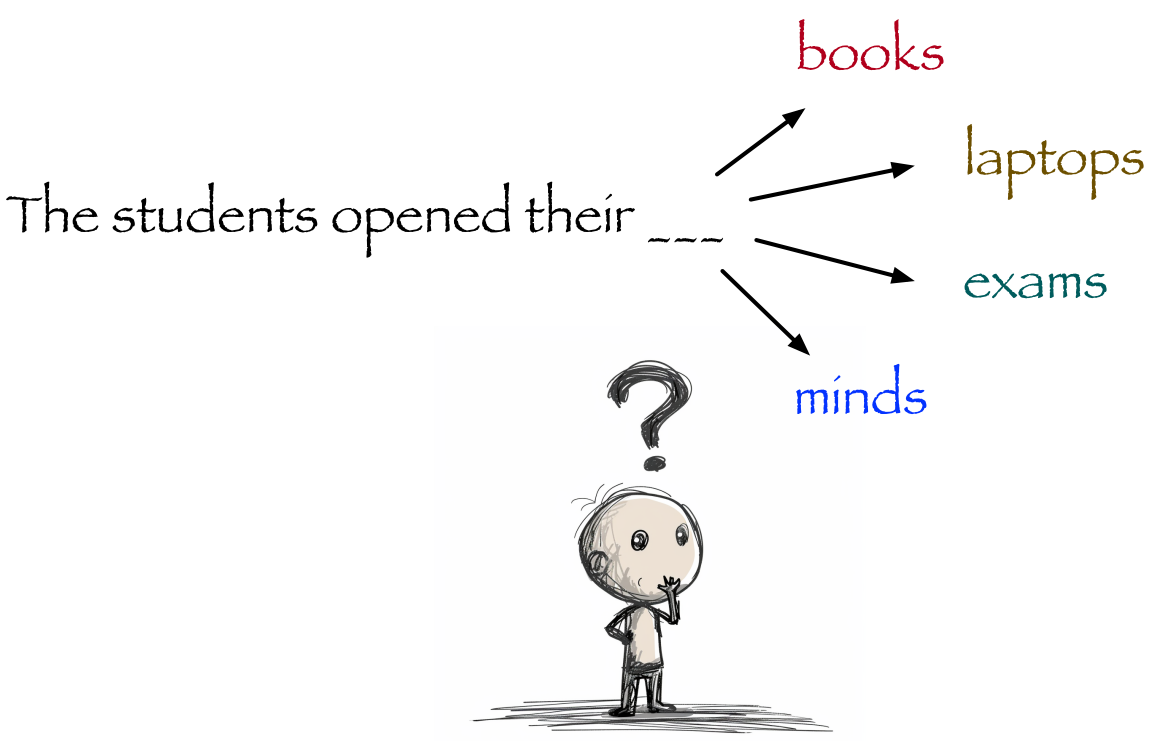 books
laptops
The students opened their ___
exams
minds
?